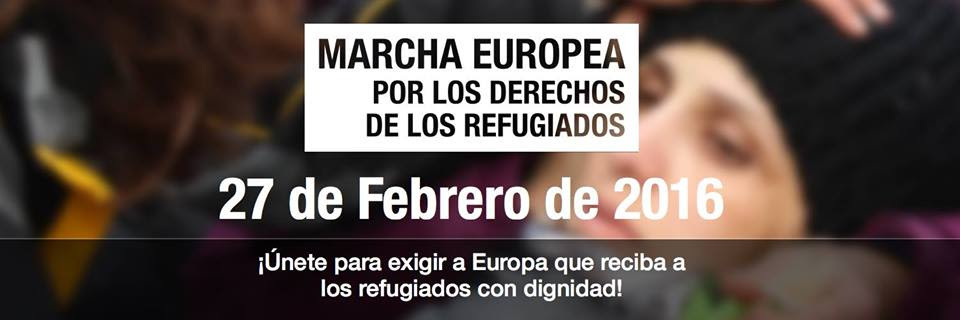 MARCHA EUROPEA
POR LOS DERECHOS
DE LOS REFUGIADOS
27 de Febrero de 2016
¡Únete para exigir a Europa que reciba a
los refugiados con dignidad!